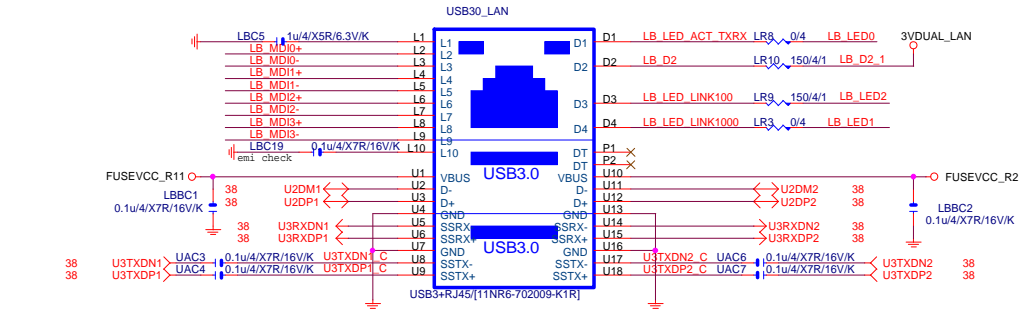 USB30_LAN
LBC5 1u/4/X5R/6.3V/K L1 L1 D1 D1 LB_LED_ACT_TXRX LR8 0/4 LB_LED0 3VDUAL_LAN
LB_MDI0+ L2 L2
LB_MDI0- L3 L3 D2 D2 LB_D2 LR10 150/4/1 LB_D2_1
LB_MDI1+ L4 L4
LB_MDI1- L5 L5
LB_MDI2+ L6 L6 D3 D3 LB_LED_LINK100 LR9 150/4/1 LB_LED2
LB_MDI2- L7 L7
LB_MDI3+ L8 L8 D4 D4 LB_LED_LINK1000 LR3 0/4 LB_LED1
LB_MDI3- L9 L9
LBC19 0.1u/4/X7R/16V/K L10 L10 DT P1
emi check
DT P2
FUSEVCC_R11 U1 VBUS USB3.0 VBUS U10 FUSEVCC_R2
38 U2DM1 U2 D- D- U11 U2DM2 38
LBBC1 38 U2DP1 U3 D+ D+ U12 U2DP2 38 LBBC2
0.1u/4/X7R/16V/K U4 GND GND U13 0.1u/4/X7R/16V/K
38 U3RXDN1 U5 SSRX- SSRX- U14 U3RXDN2 38
38 U3RXDP1 U6 SSRX+ SSRX+ U15 U3RXDP2 38
U7 GND USB3.0 GND U16
38 U3TXDN1 UAC3 0.1u/4/X7R/16V/K U3TXDN1_C U8 SSTX- SSTX- U17 U3TXDN2_C UAC6 0.1u/4/X7R/16V/K U3TXDN2 38
38 U3TXDP1 UAC4 0.1u/4/X7R/16V/K U3TXDP1_C U9 SSTX+ SSTX+ U18 U3TXDP2_C UAC7 0.1u/4/X7R/16V/K U3TXDP2 38
USB3+RJ45/[11NR6-702009-K1R]